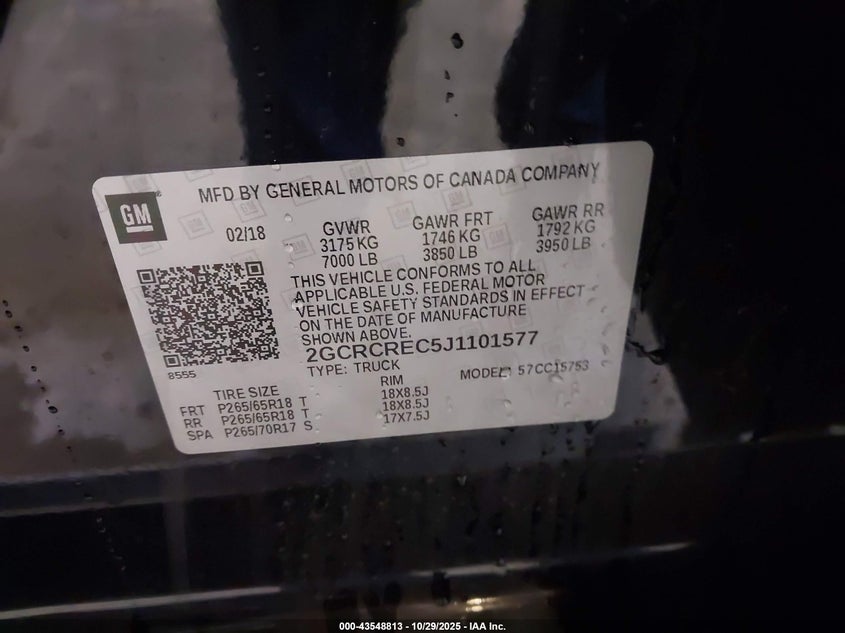 GM
MFD BY GENERAL MOTORS OF CANADA COMPANY
02/18
GVWR GAWR FRT GAWR RR
3175 KG 1746 KG 1792 KG
7000 LB 3850 LB 3950 LB
THIS VEHICLE CONFORMS TO ALL
APPLICABLE U.S. FEDERAL MOTOR
VEHICLE SAFETY STANDARDS IN EFFECT
ON THE DATE OF MANUFACTURE
SHOWN ABOVE.
2GCRCREC5J1101577
8555
TYPE: TRUCK MODEL: 57CC15753
TIRE SIZE RIM
FRT P265/65R18 T 18X8.5J
RR P265/65R18 T 18X8.5J
SPA P265/70R17 S 17X7.5J
000-43548813 - 10/29/2025 - IAA Inc.